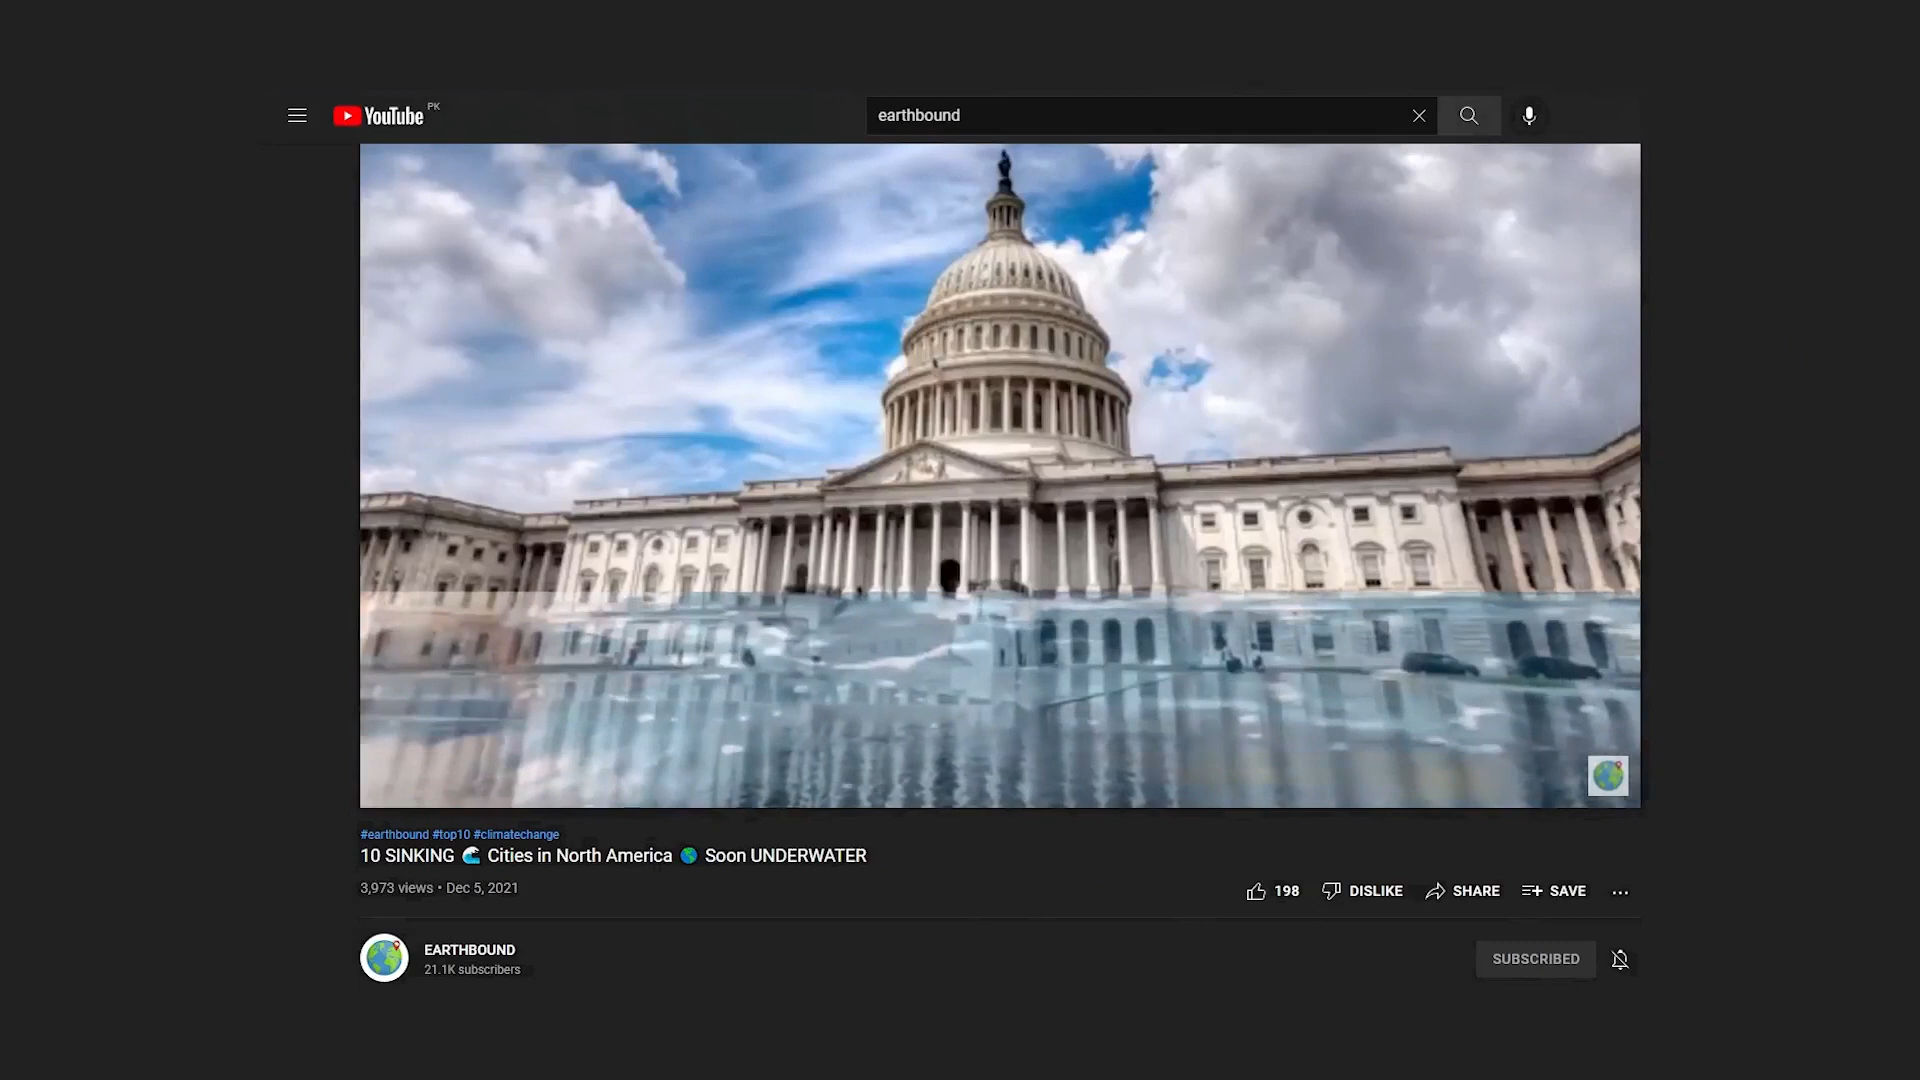 YouTube PK
earthbound
#earthbound #top10 #climatechange
10 SINKING 🌊 Cities in North America 🌎 Soon UNDERWATER
3,973 views • Dec 5, 2021
198 DISLIKE SHARE SAVE ...
EARTHBOUND
21.1K subscribers
SUBSCRIBED